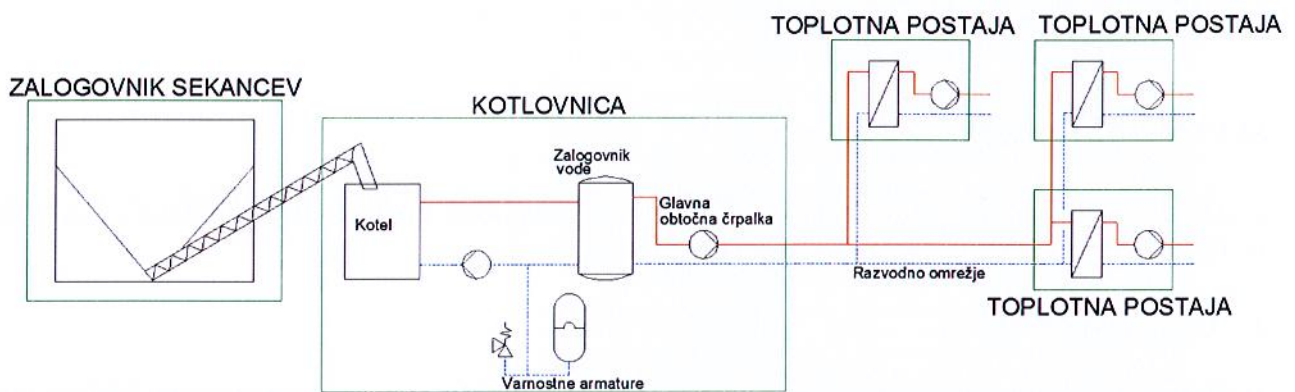 TOPLOTNA POSTAJA
TOPLOTNA POSTAJA
ZALOGOVNIK SEKANCEV
KOTLOVNICA
Zalogovnik
vode
Kotel
Glavna
obtočna črpalka
Razvodno omrežje
TOPLOTNA POSTAJA
Varnostne armature